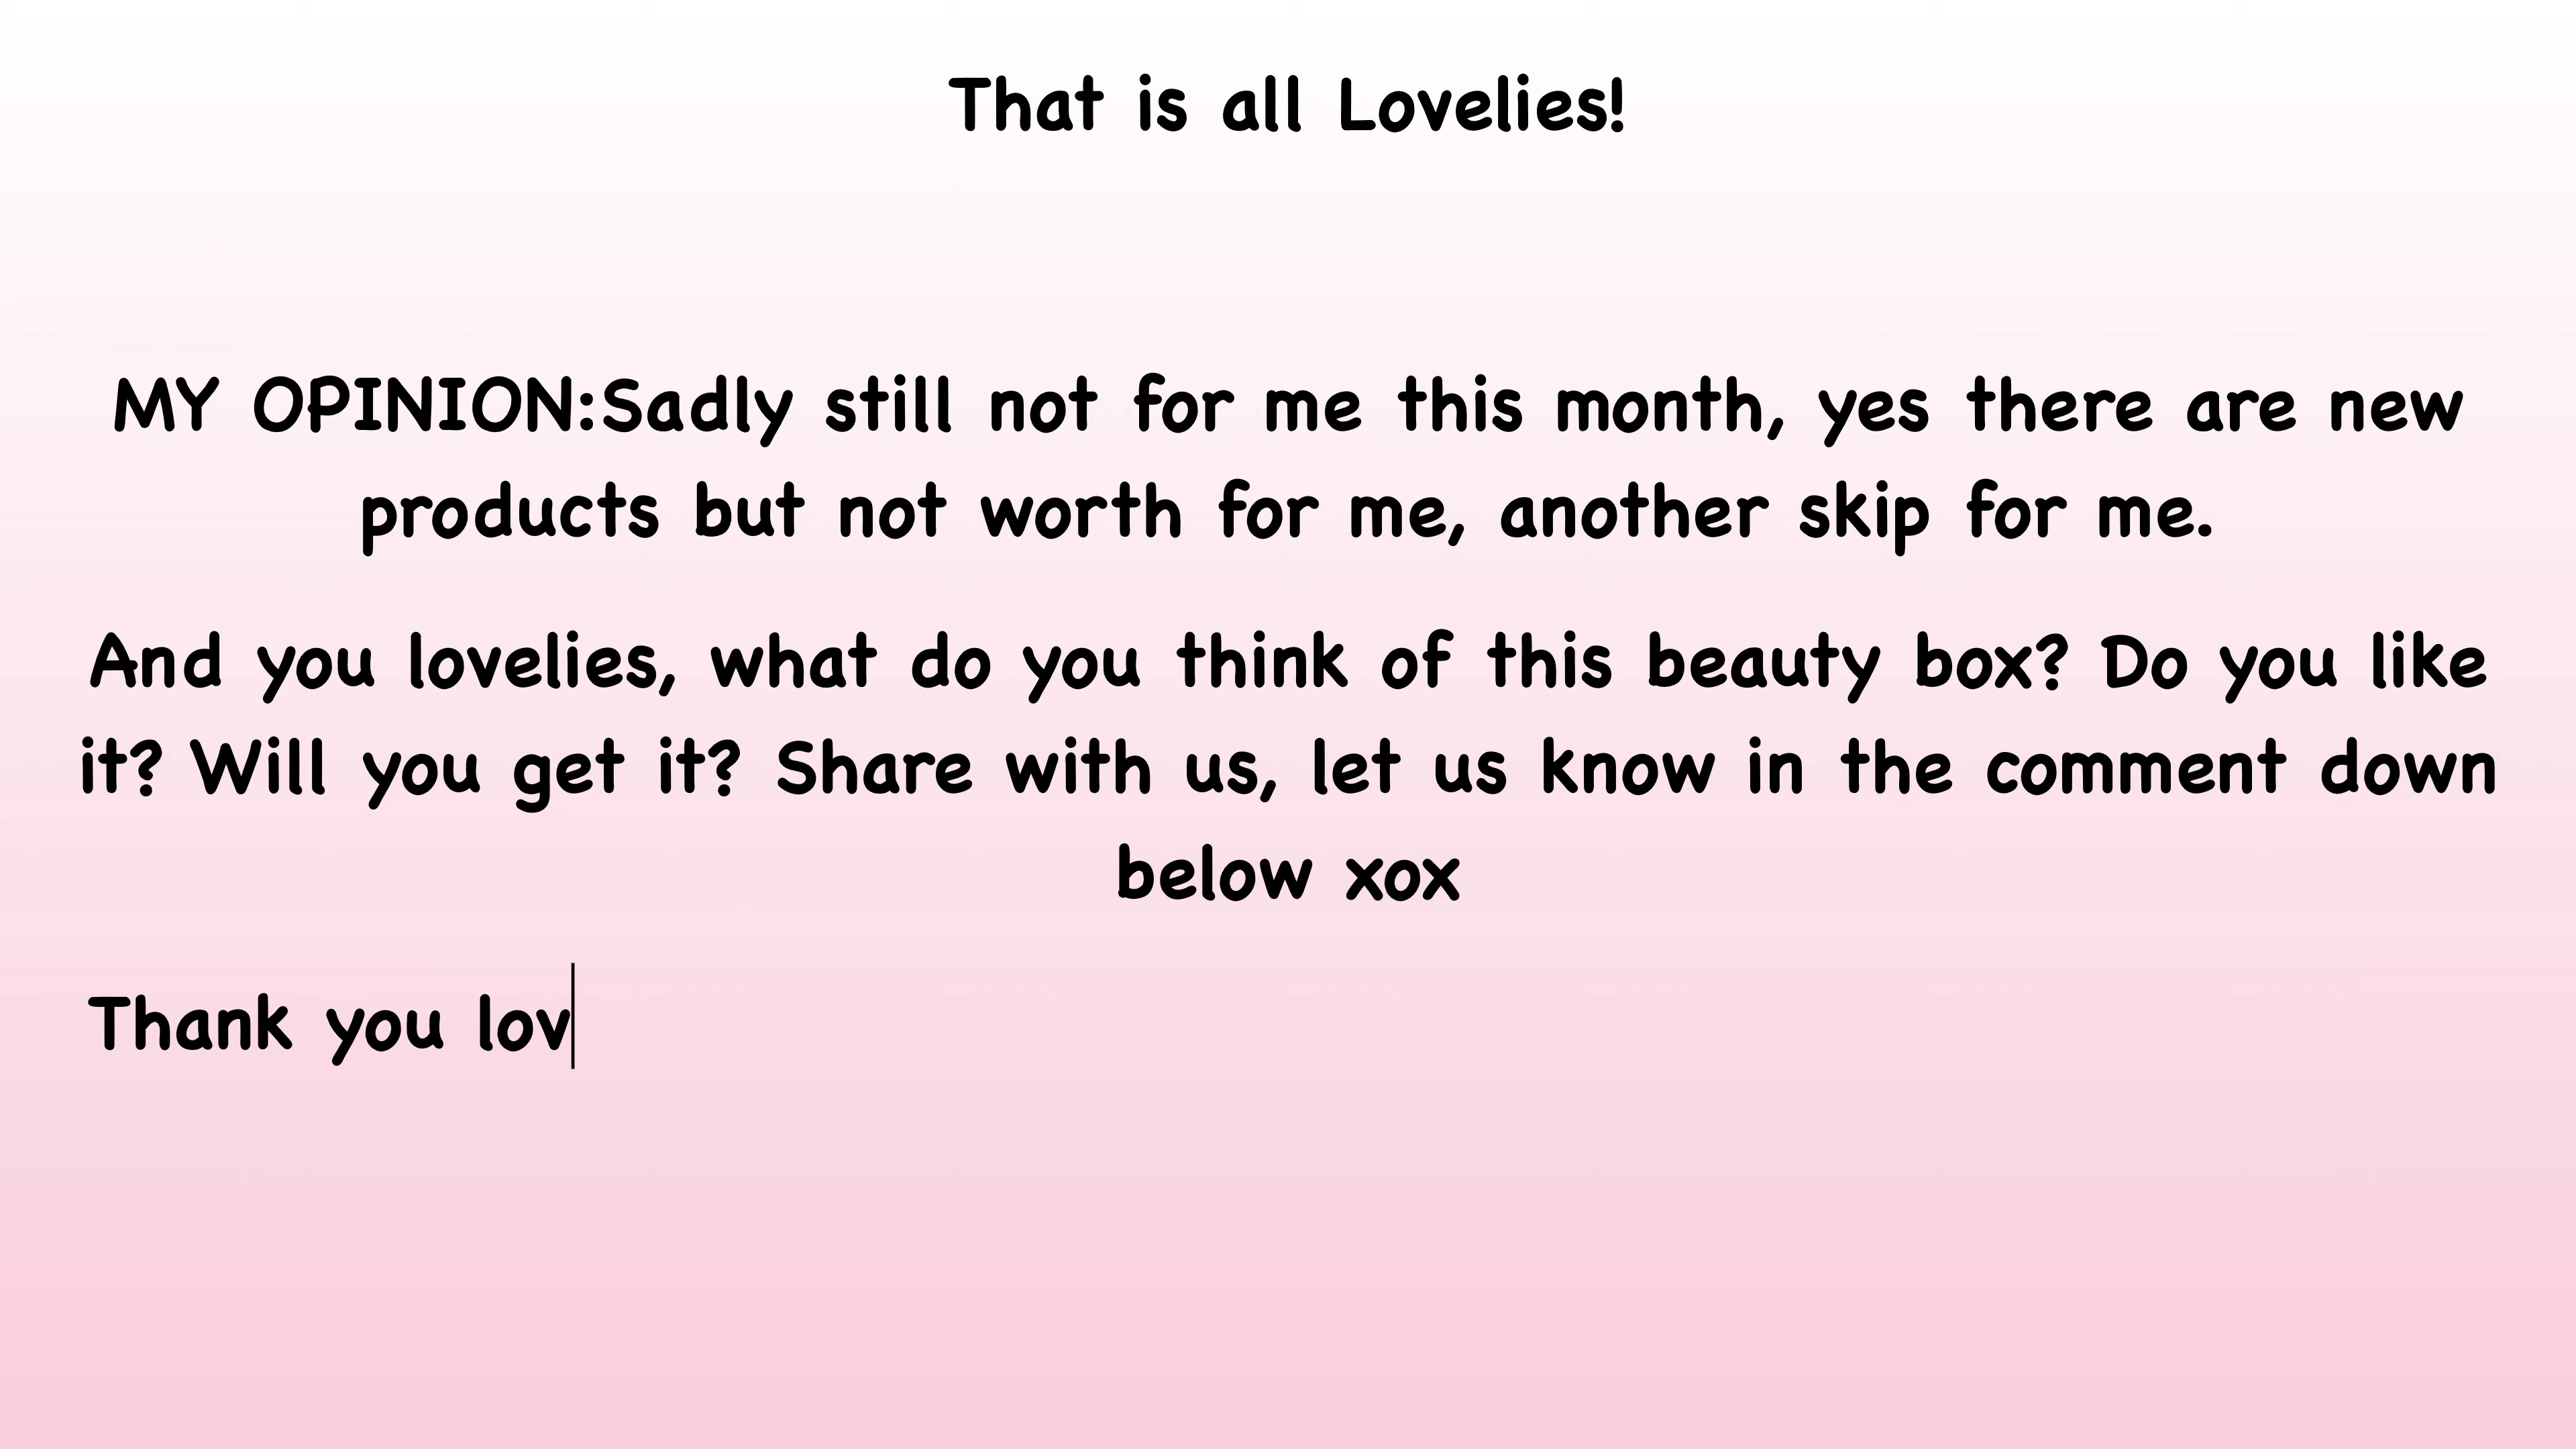 That is all Lovelies!
MY OPINION:Sadly still not for me this month, yes there are new
products but not worth for me, another skip for me.
And you lovelies, what do you think of this beauty box? Do you like
it? Will you get it? Share with us, let us know in the comment down
below xox
Thank you lov